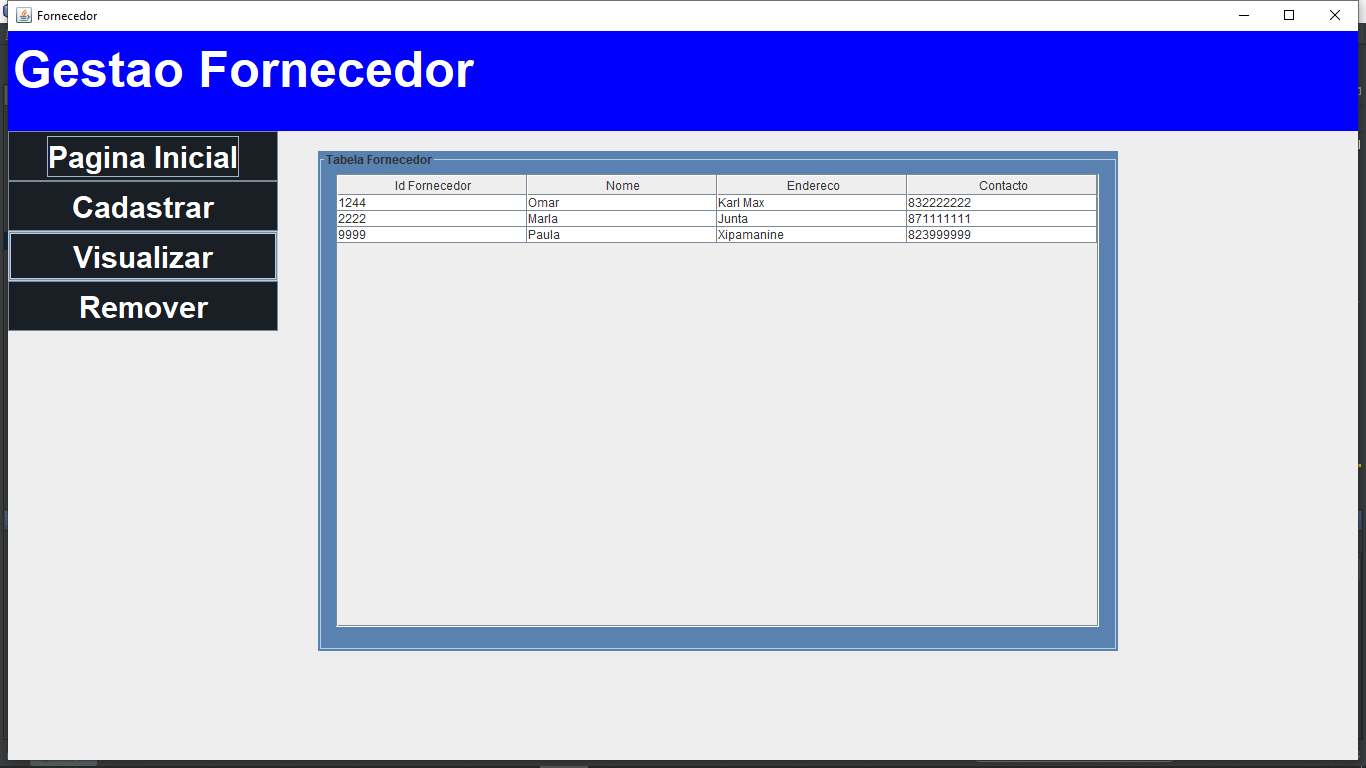 Fornecedor
Gestao Fornecedor
Pagina Inicial
Cadastrar
Visualizar
Remover
Tabela Fornecedor
Id Fornecedor Nome Endereco Contacto
1244 Omar Karl Max 832222222
2222 Marla Junta 871111111
9999 Paula Xipamanine 823999999